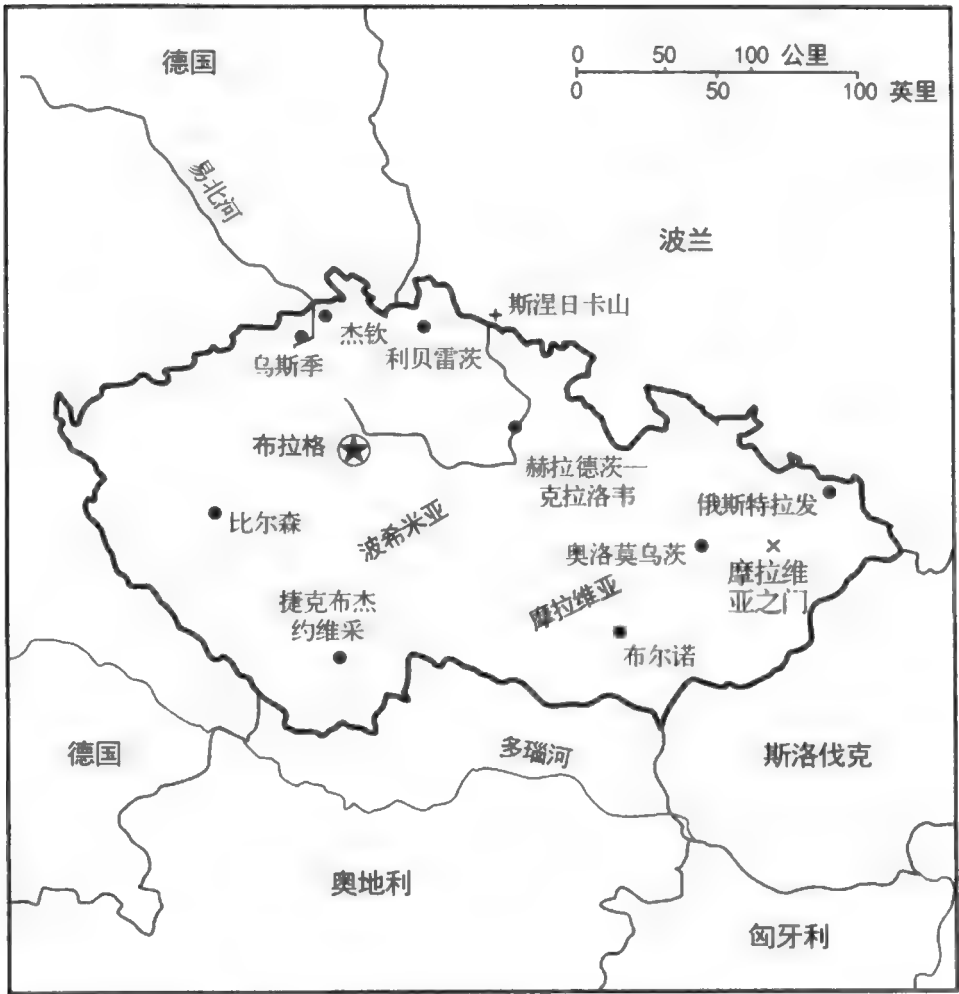 德国
0 50 100 公里
0 50 100 英里
易北河
波兰
斯涅日卡山
杰钦
乌斯季
利贝雷茨
布拉格
赫拉德茨一
克拉洛韦
俄斯特拉发
比尔森
波希米亚
奥洛莫乌茨
摩拉维
亚之门
捷克布杰
约维采
摩拉维亚
布尔诺
德国
多瑙河
斯洛伐克
奥地利
匈牙利